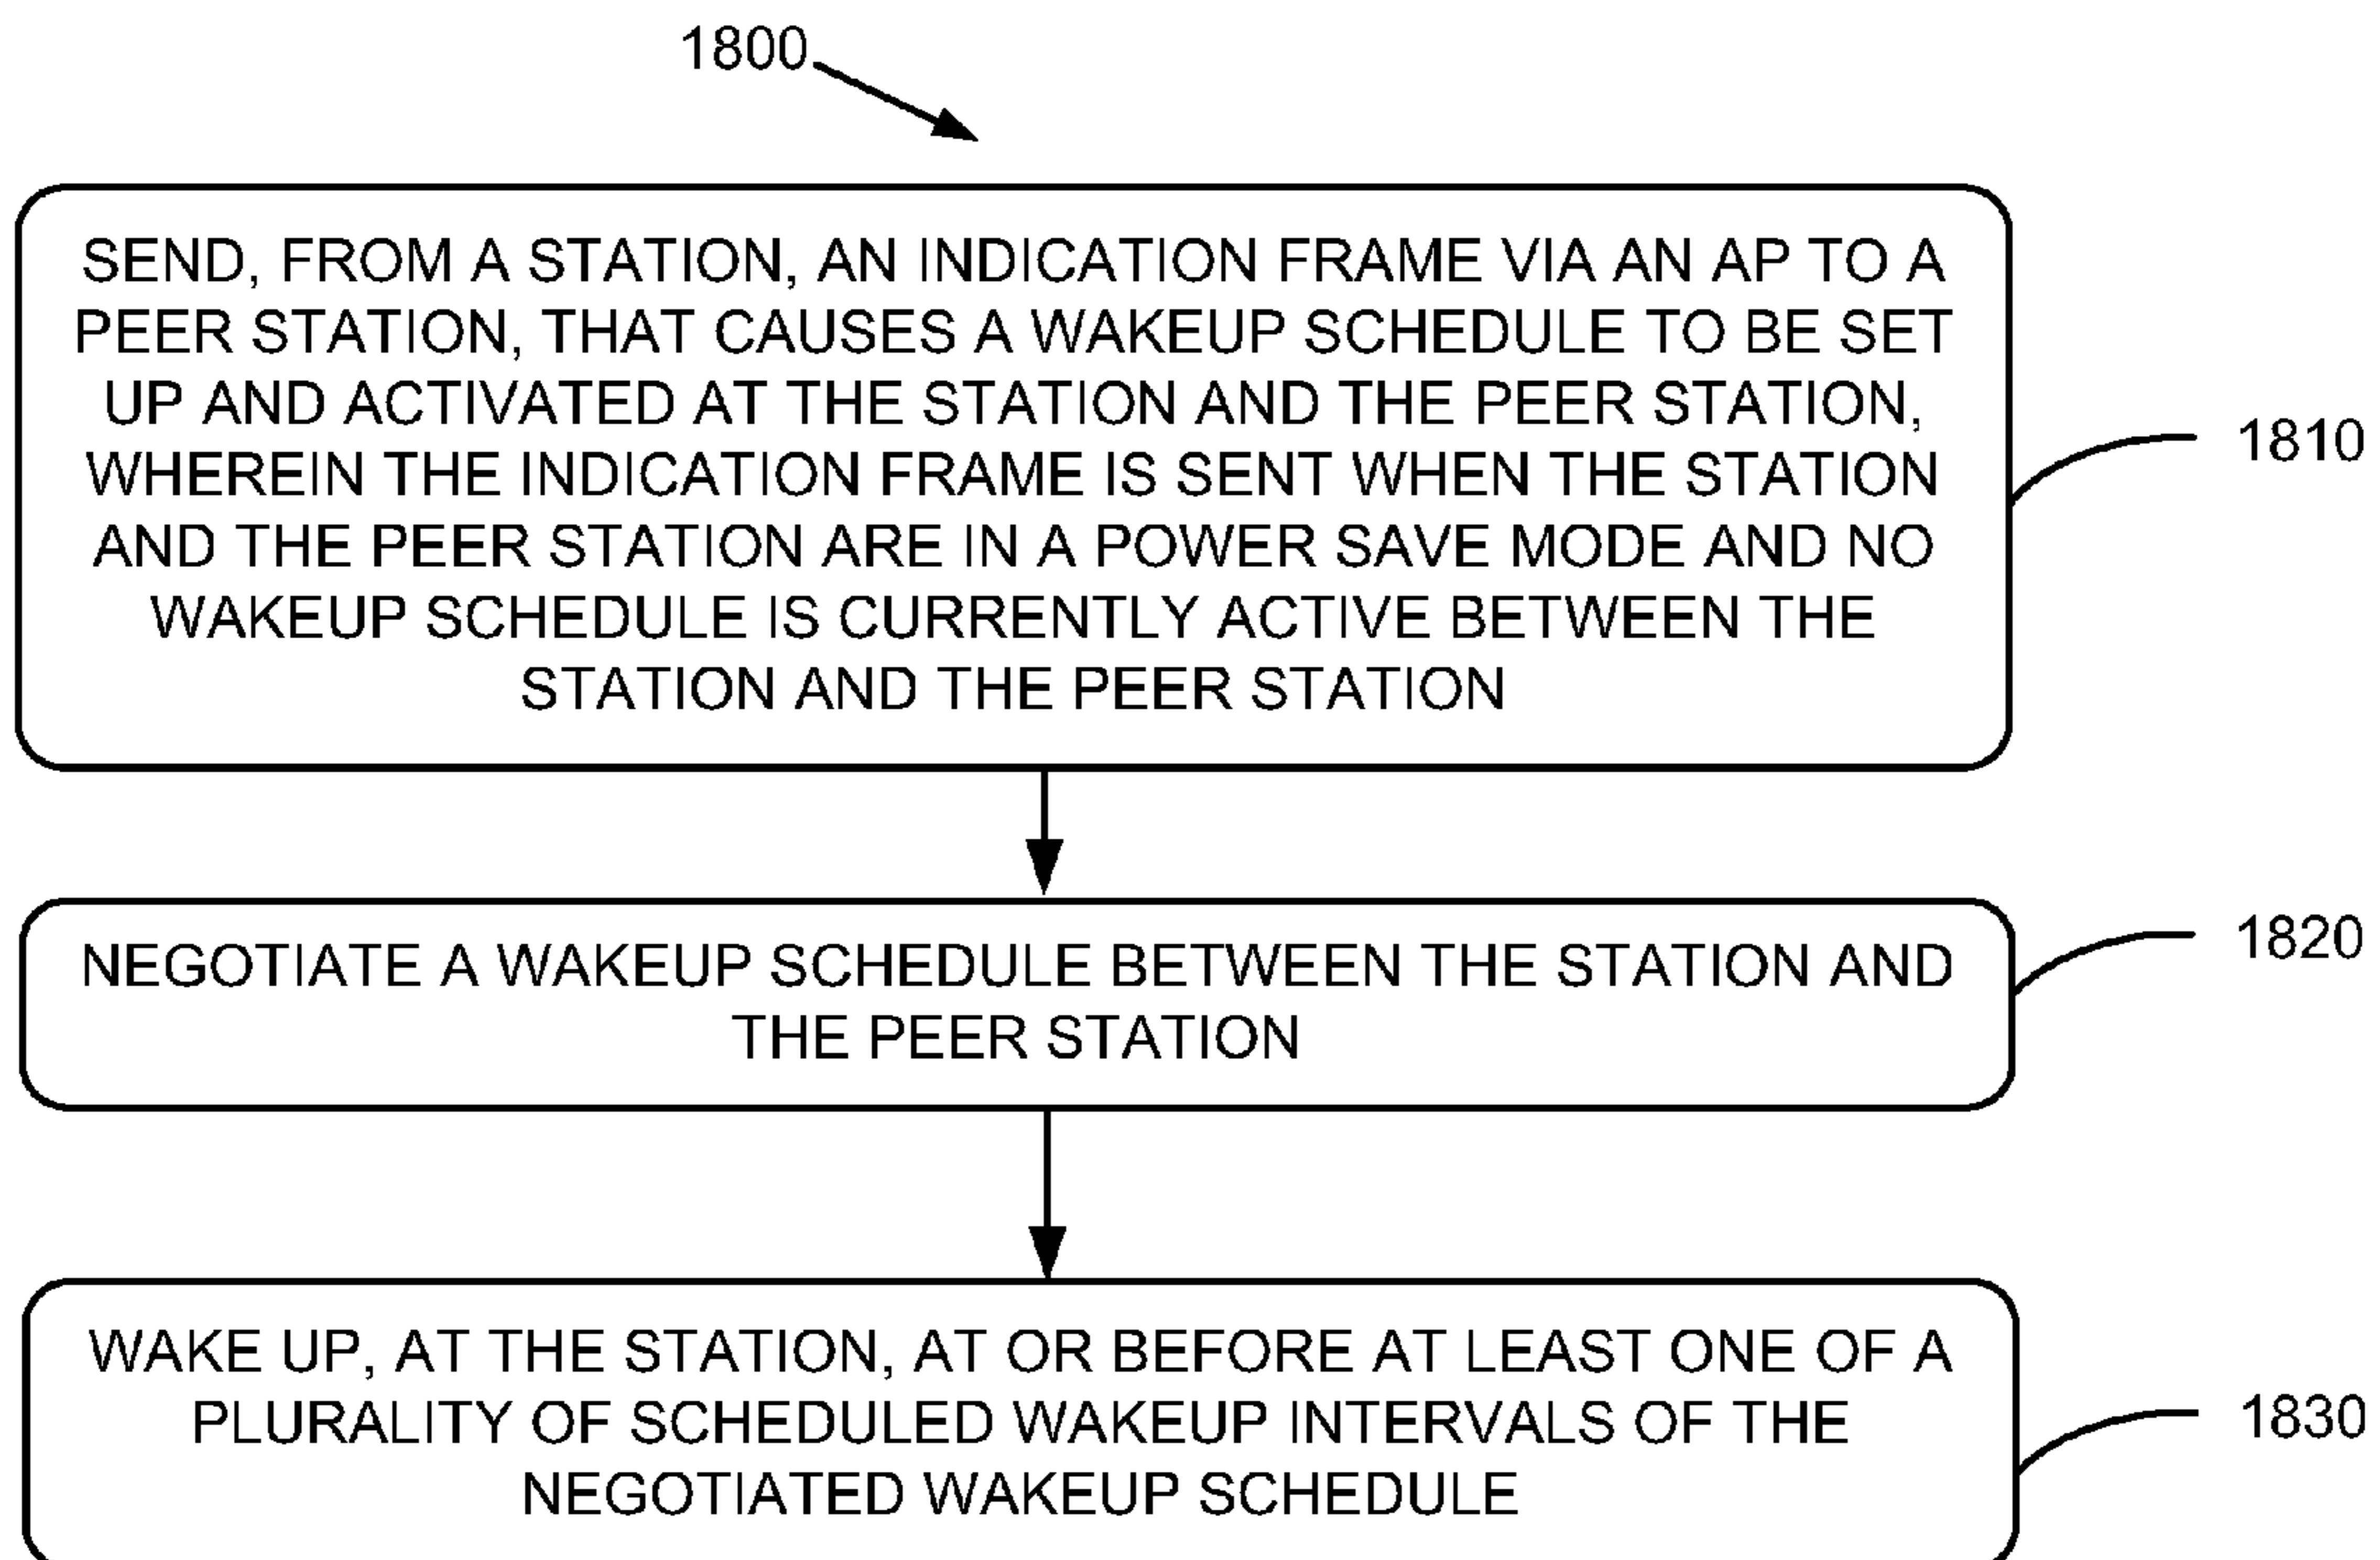 1800
SEND, FROM A STATION, AN INDICATION FRAME VIA AN AP TO A
PEER STATION, THAT CAUSES A WAKEUP SCHEDULE TO BE SET
UP AND ACTIVATED AT THE STATION AND THE PEER STATION,
WHEREIN THE INDICATION FRAME IS SENT WHEN THE STATION
AND THE PEER STATION ARE IN A POWER SAVE MODE AND NO
WAKEUP SCHEDULE IS CURRENTLY ACTIVE BETWEEN THE
STATION AND THE PEER STATION
1810
NEGOTIATE A WAKEUP SCHEDULE BETWEEN THE STATION AND
THE PEER STATION
1820
WAKE UP, AT THE STATION, AT OR BEFORE AT LEAST ONE OF A
PLURALITY OF SCHEDULED WAKEUP INTERVALS OF THE
NEGOTIATED WAKEUP SCHEDULE
1830